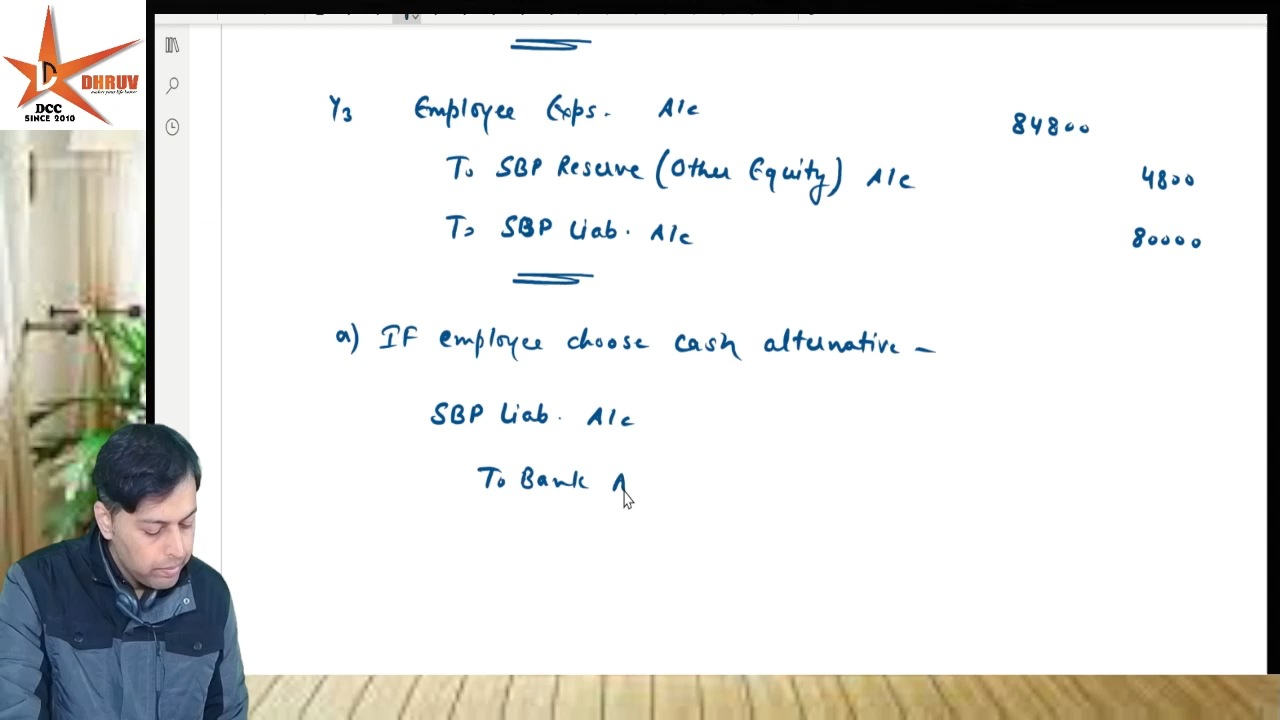 D
DHRUV
DCC
SINCE 2010
Y3 Employee Exps. A/c 84800
To SBP Reserve (Other Equity) A/c 4800
To SBP Liab. A/c 80000
a) IF employee choose cash alternative -
SBP Liab. A/c
To Bank A